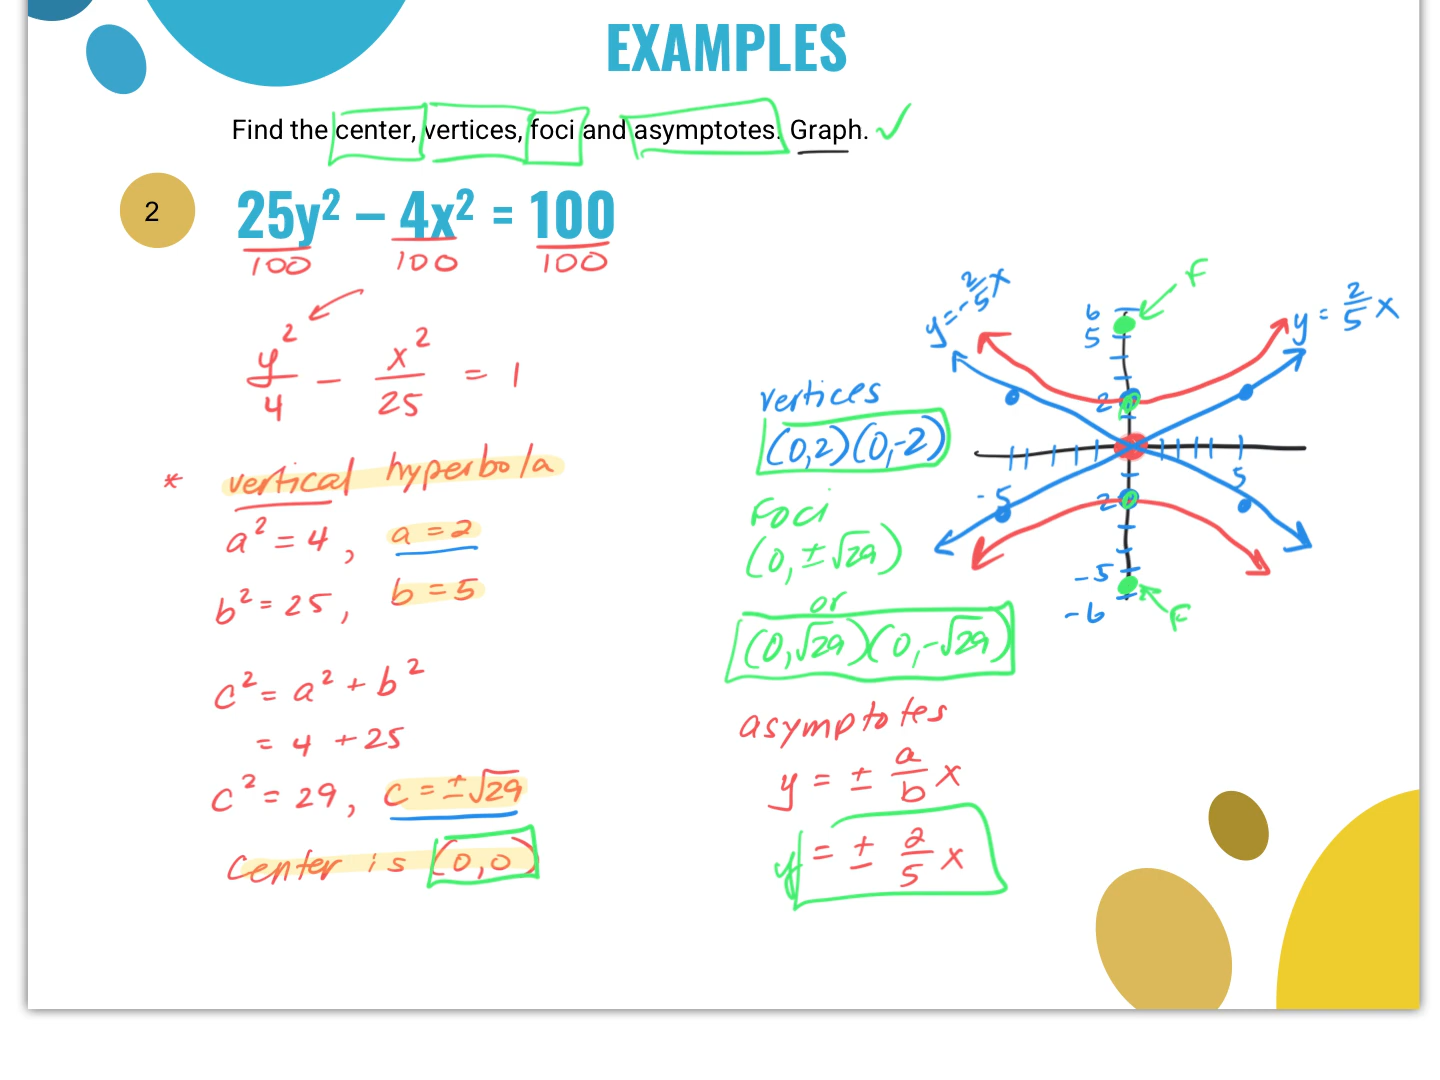 EXAMPLES
Find the center, vertices, foci and asymptotes. Graph.
2
25y² – 4x² = 100
100 100 100
y²/4 − x²/25 = 1
* vertical hyperbola
a² = 4, a = 2
b² = 25, b = 5
c² = a² + b²
= 4 + 25
c² = 29, c = ±√29
center is (0,0)
vertices
(0,2)(0,-2)
Foci
(0,±√29)
or
(0,√29)(0,-√29)
asymptotes
y = ± a/b x
y = ± 2/5 x
y=-2/5x
F
y = 2/5 x
6
5
2
-5
5
2
-5
-6
F